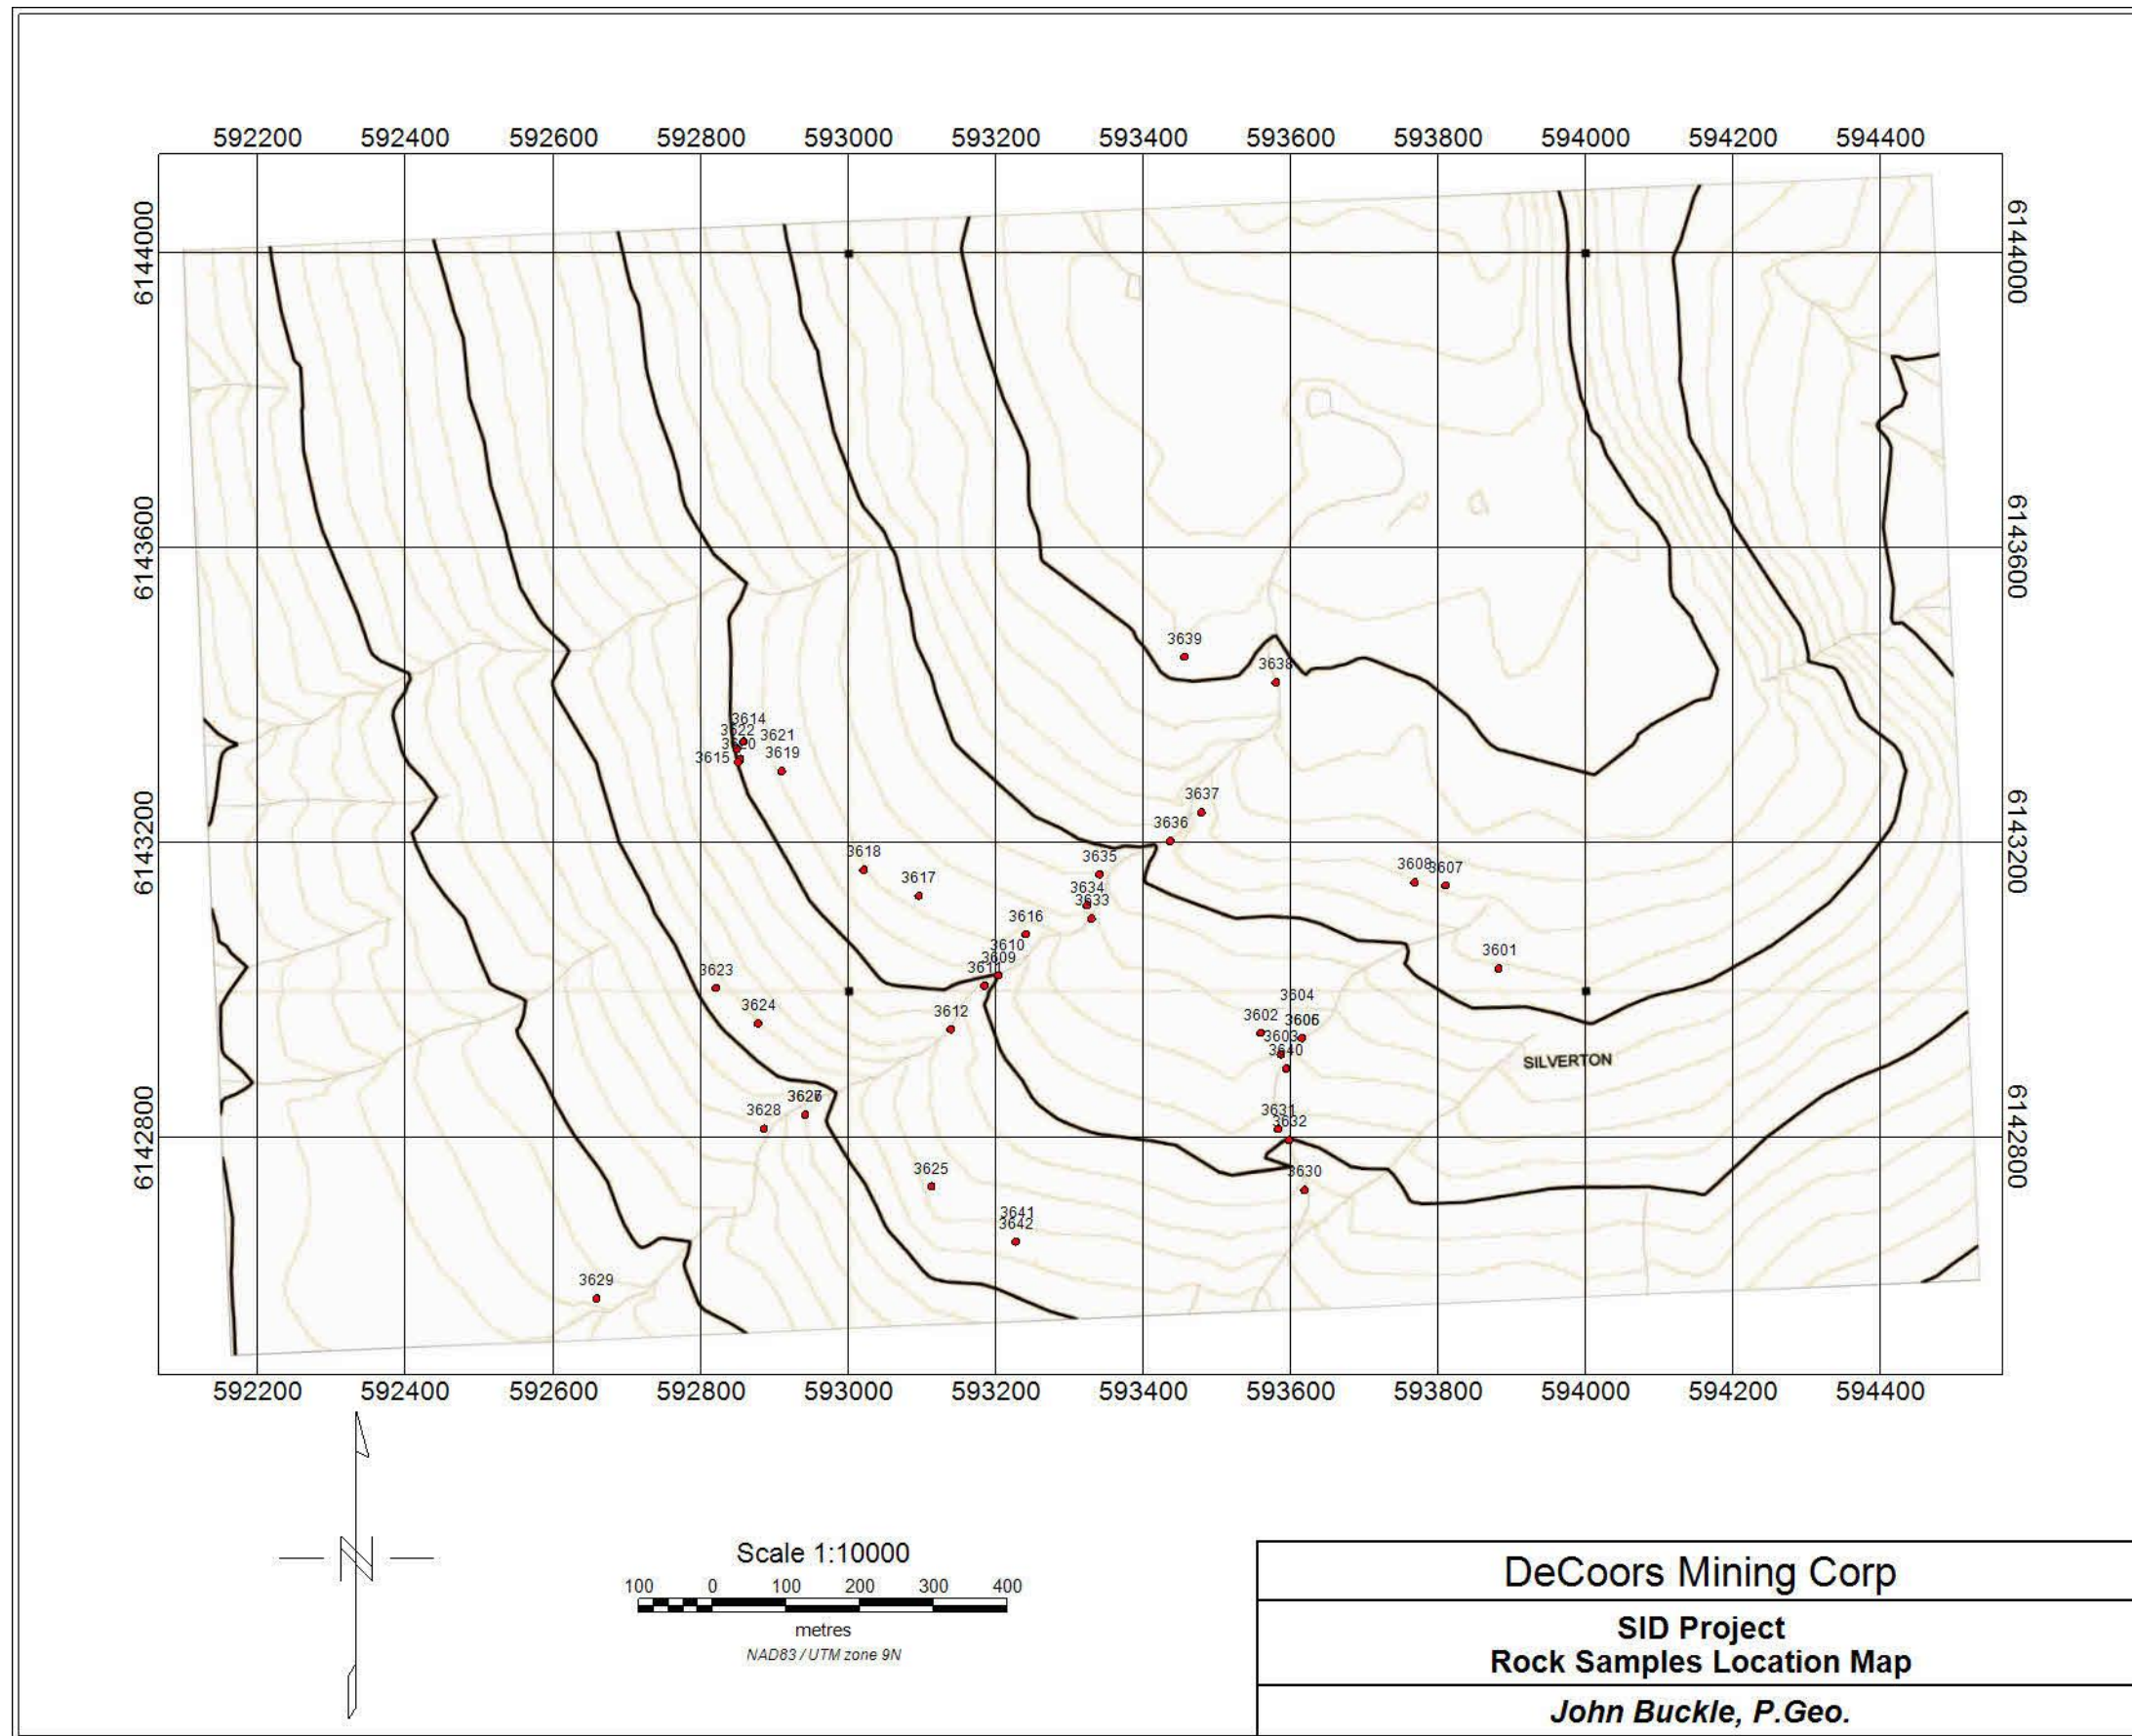 592200 592400 592600 592800 593000 593200 593400 593600 593800 594000 594200 594400
6144000 6144000
6143600 6143600
3639
3638
3614
3622 3621
3620
3615 3619
3637
3636
6143200 6143200
3618 3635 3608 3607
3617 3634
3633
3616
3610 3601
3609
3611
3623
3624 3604
3612 3602 3606
3603
3640
SILVERTON
3627
3628 3631
3632
6142800 6142800
3625 3630
3641
3642
3629
592200 592400 592600 592800 593000 593200 593400 593600 593800 594000 594200 594400
N
Scale 1:10000
100 0 100 200 300 400
metres
NAD83 / UTM zone 9N
DeCoors Mining Corp
SID Project
Rock Samples Location Map
John Buckle, P.Geo.